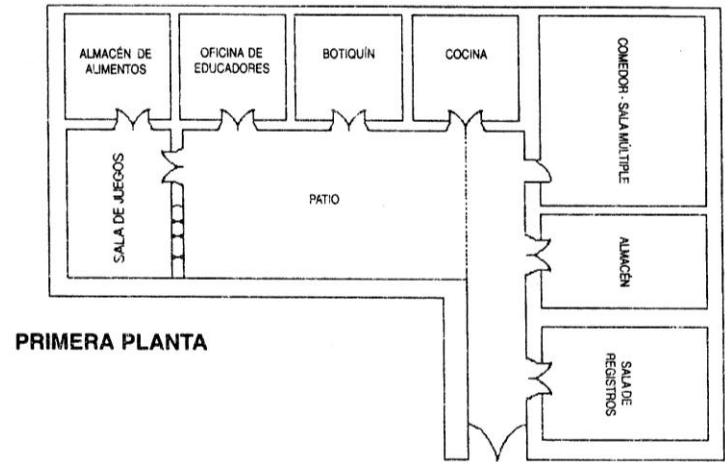 ALMACÉN DE
ALIMENTOS
OFICINA DE
EDUCADORES
BOTIQUÍN
COCINA
COMEDOR - SALA MÚLTIPLE
SALA DE JUEGOS
PATIO
ALMACÉN
SALA DE
REGISTROS
PRIMERA PLANTA